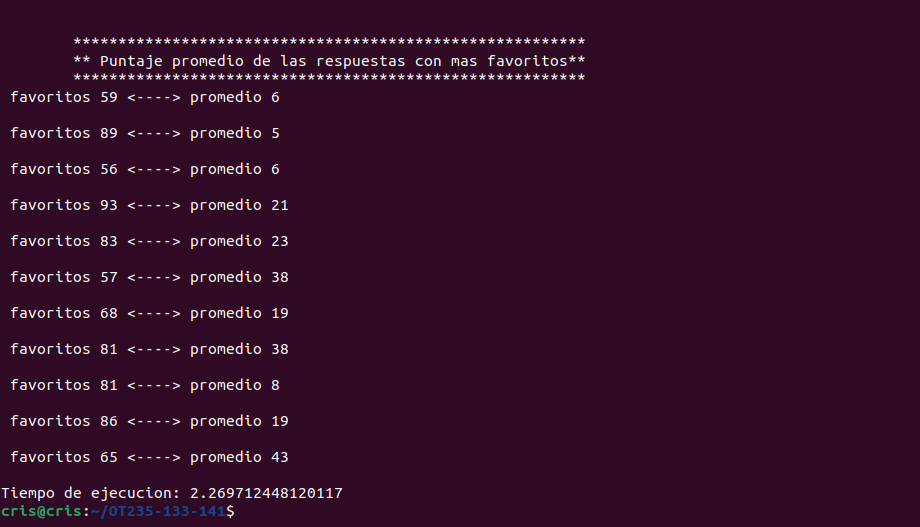 *********************************************************
** Puntaje promedio de las respuestas con mas favoritos**
*********************************************************
favoritos 59 <----> promedio 6
favoritos 89 <----> promedio 5
favoritos 56 <----> promedio 6
favoritos 93 <----> promedio 21
favoritos 83 <----> promedio 23
favoritos 57 <----> promedio 38
favoritos 68 <----> promedio 19
favoritos 81 <----> promedio 38
favoritos 81 <----> promedio 8
favoritos 86 <----> promedio 19
favoritos 65 <----> promedio 43
Tiempo de ejecucion: 2.269712448120117
cris@cris:~/OT235-133-141$